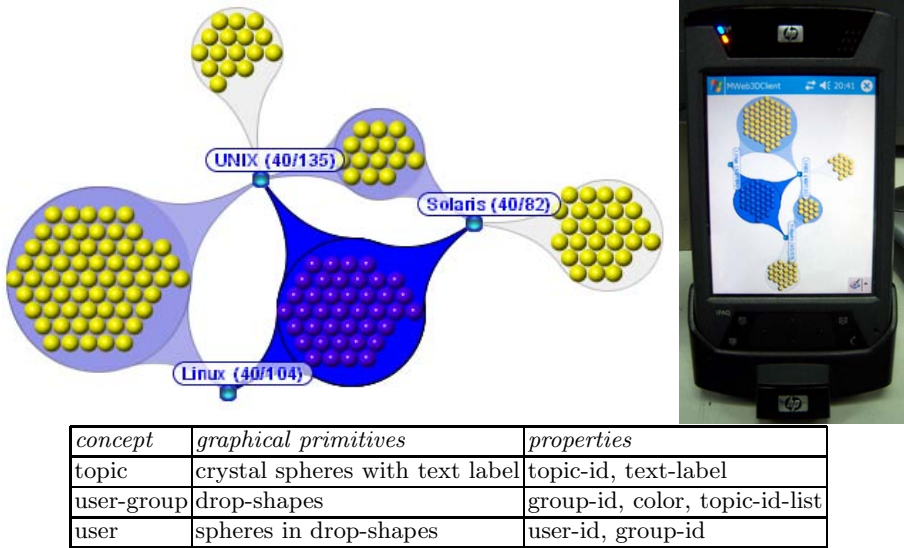 UNIX (40/135)
Solaris (40/82)
Linux (40/104)
hp
MWeb3DClient 20:41
iPAQ
hp
concept graphical primitives properties
topic crystal spheres with text label topic-id, text-label
user-group drop-shapes group-id, color, topic-id-list
user spheres in drop-shapes user-id, group-id